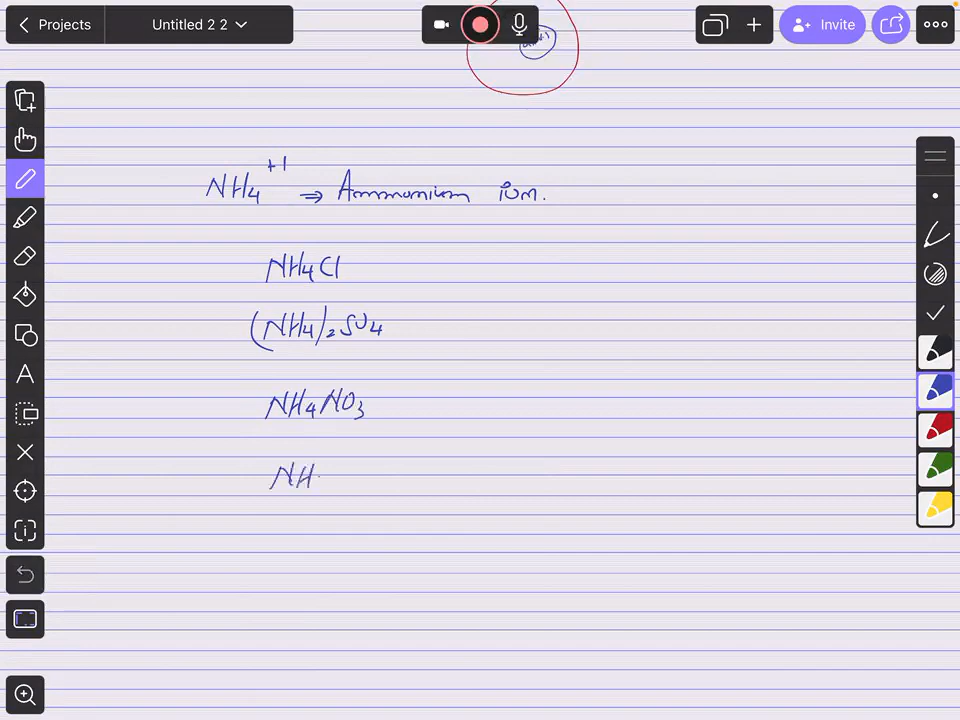 Projects
Untitled 2 2
Invite
NH4 +1 ⇒ Ammonium ion.
NH4Cl
(NH4)2SO4
NH4NO3
NH
A